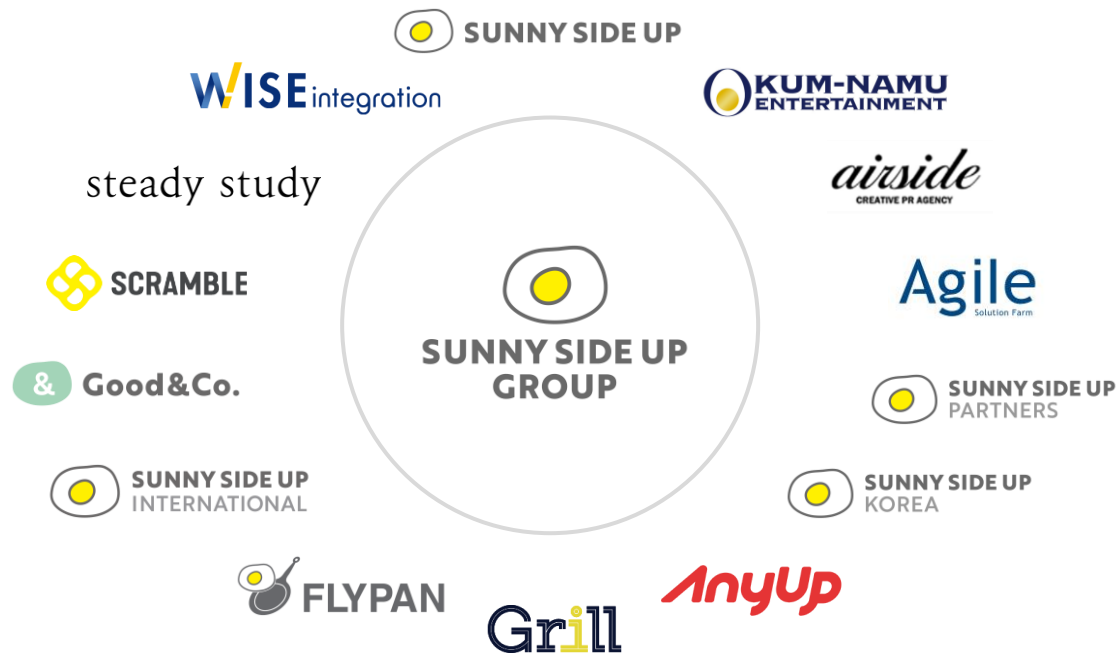 SUNNY SIDE UP
WISE integration
KUM-NAMU
ENTERTAINMENT
steady study
airside
CREATIVE PR AGENCY
SCRAMBLE
Agile
Solution Farm
SUNNY SIDE UP
GROUP
& Good&Co.
SUNNY SIDE UP
PARTNERS
SUNNY SIDE UP
INTERNATIONAL
SUNNY SIDE UP
KOREA
FLYPAN
AnyUp
Grill